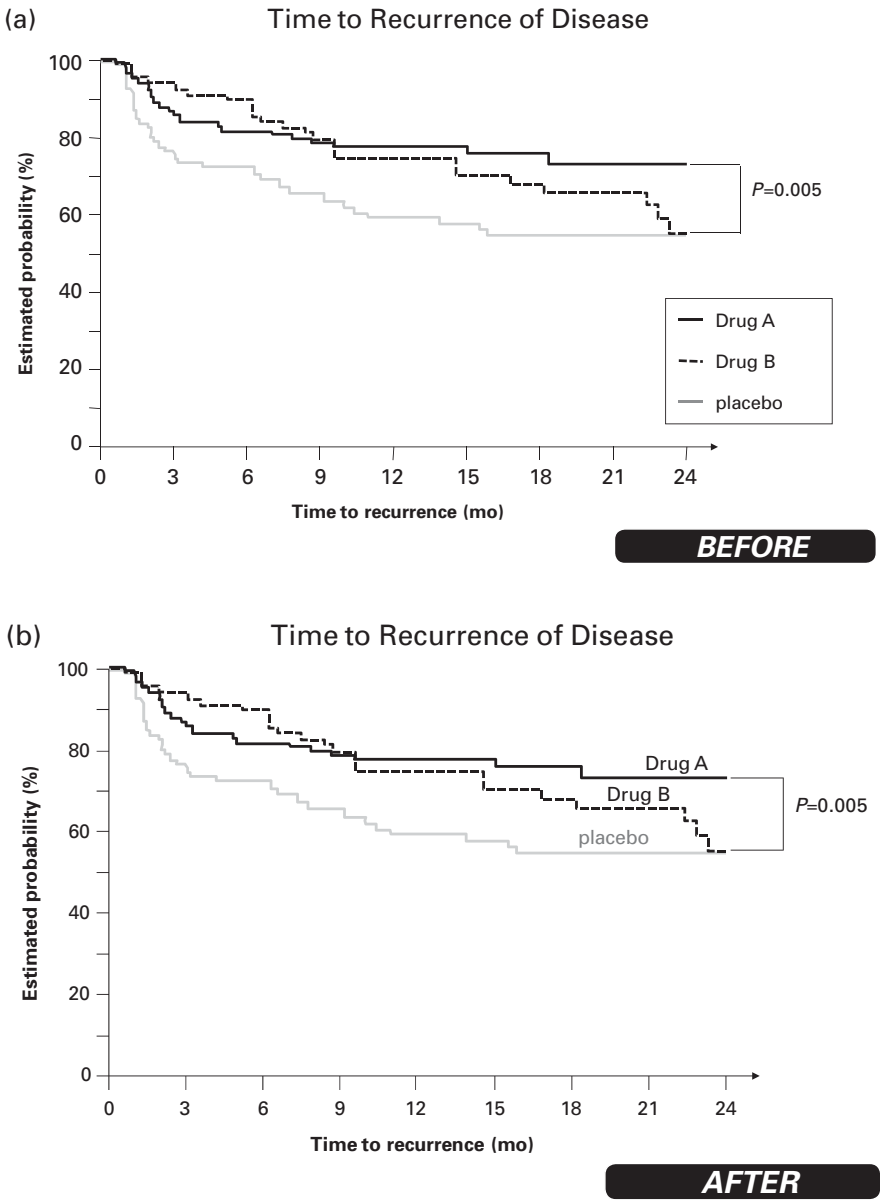 (a)
Time to Recurrence of Disease
Estimated probability (%)
100
80
60
40
20
0
P=0.005
Drug A
Drug B
placebo
0 3 6 9 12 15 18 21 24
Time to recurrence (mo)
BEFORE
(b)
Time to Recurrence of Disease
Estimated probability (%)
100
80
60
40
20
0
Drug A
Drug B
placebo
P=0.005
0 3 6 9 12 15 18 21 24
Time to recurrence (mo)
AFTER